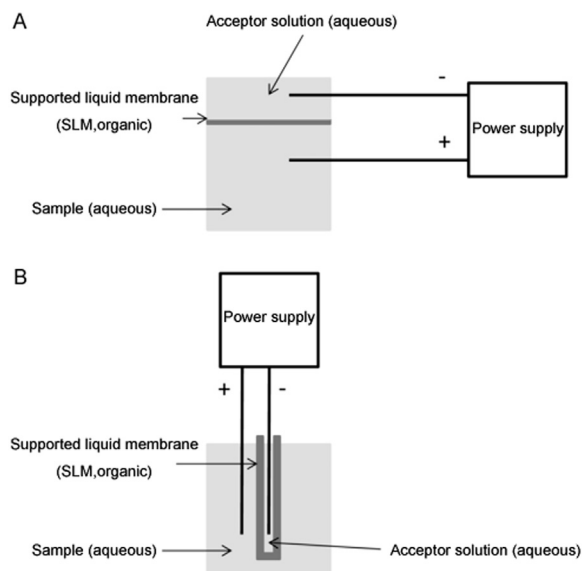 A
Acceptor solution (aqueous)
-
Supported liquid membrane
(SLM,organic)
Power supply
+
Sample (aqueous)
B
Power supply
+ -
Supported liquid membrane
(SLM,organic)
Sample (aqueous)
Acceptor solution (aqueous)